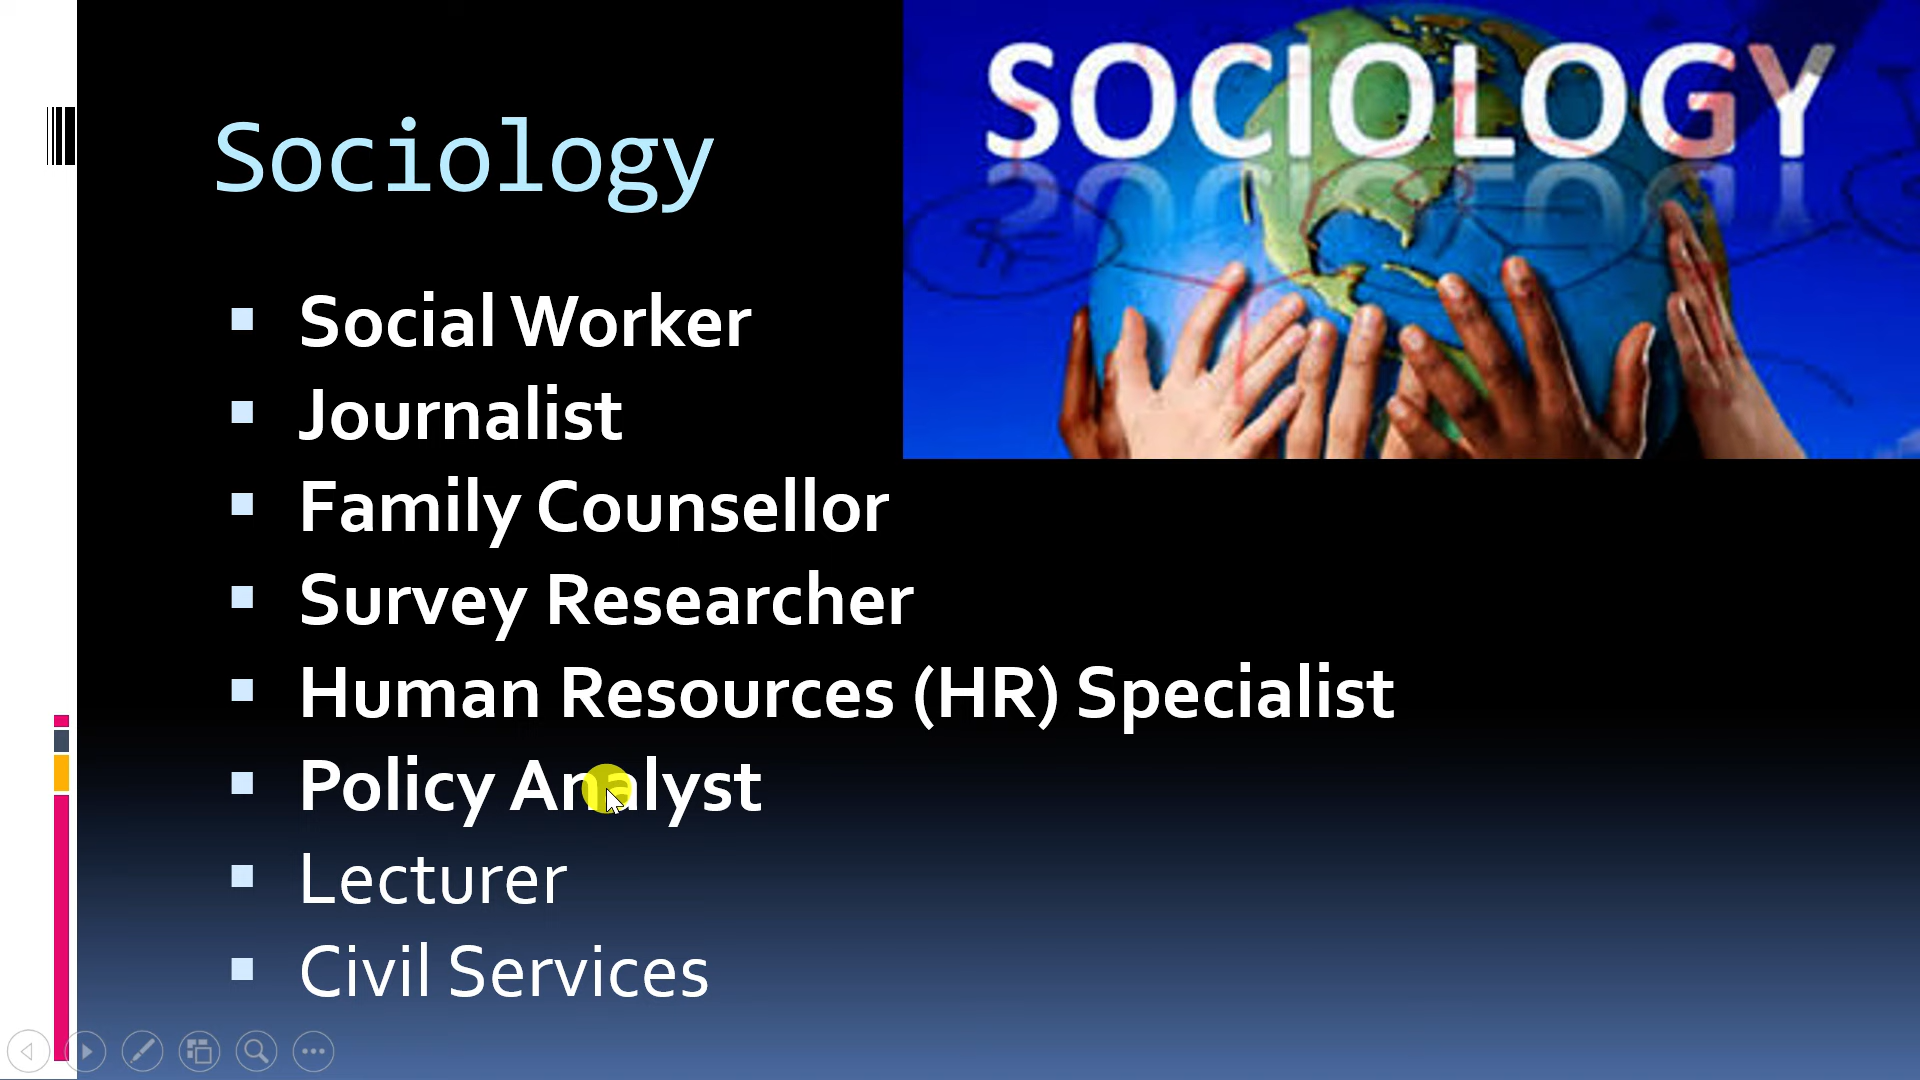 SOCIOLOGY
Sociology
Social Worker
Journalist
Family Counsellor
Survey Researcher
Human Resources (HR) Specialist
Policy Analyst
Lecturer
Civil Services